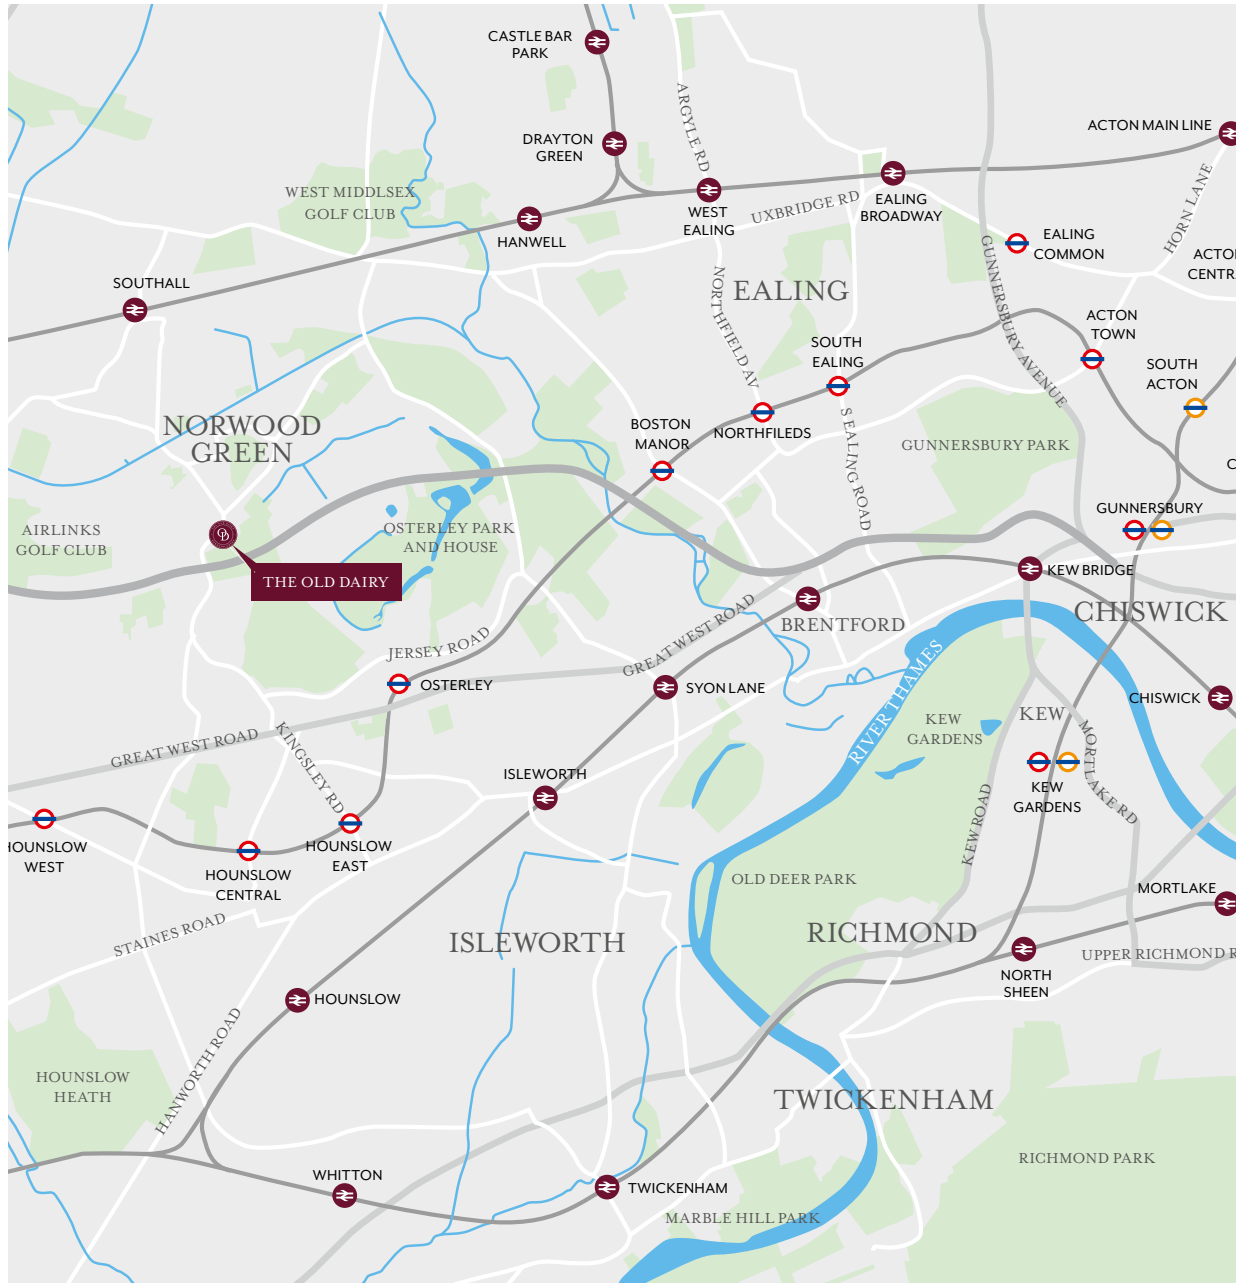 CASTLE BAR
PARK
DRAYTON
GREEN
ARGYLE RD
ACTON MAIN LINE
WEST MIDDLSEX
GOLF CLUB
HANWELL
WEST
EALING
UXBRIDGE RD
EALING
BROADWAY
EALING
COMMON
HORN LANE
SOUTHALL
EALING
NORTHFIELD AV
GUNNERSBURY AVENUE
ACTON
TOWN
SOUTH
EALING
SOUTH
ACTON
NORWOOD
GREEN
BOSTON
MANOR
NORTHFILEDS
S EALING ROAD
GUNNERSBURY PARK
AIRLINKS
GOLF CLUB
OSTERLEY PARK
AND HOUSE
GUNNERSBURY
OD
THE OLD DAIRY
KEW BRIDGE
CHISWICK
BRENTFORD
JERSEY ROAD
GREAT WEST ROAD
OSTERLEY
SYON LANE
RIVER THAMES
CHISWICK
KEW
GARDENS
KEW
MORTLAKE RD
GREAT WEST ROAD
KINGSLEY RD
ISLEWORTH
KEW
GARDENS
KEW ROAD
HOUNSLOW
WEST
HOUNSLOW
CENTRAL
HOUNSLOW
EAST
OLD DEER PARK
MORTLAKE
STAINES ROAD
ISLEWORTH
RICHMOND
NORTH
SHEEN
UPPER RICHMOND R
HOUNSLOW
HANWORTH ROAD
HOUNSLOW
HEATH
TWICKENHAM
RICHMOND PARK
WHITTON
TWICKENHAM
MARBLE HILL PARK